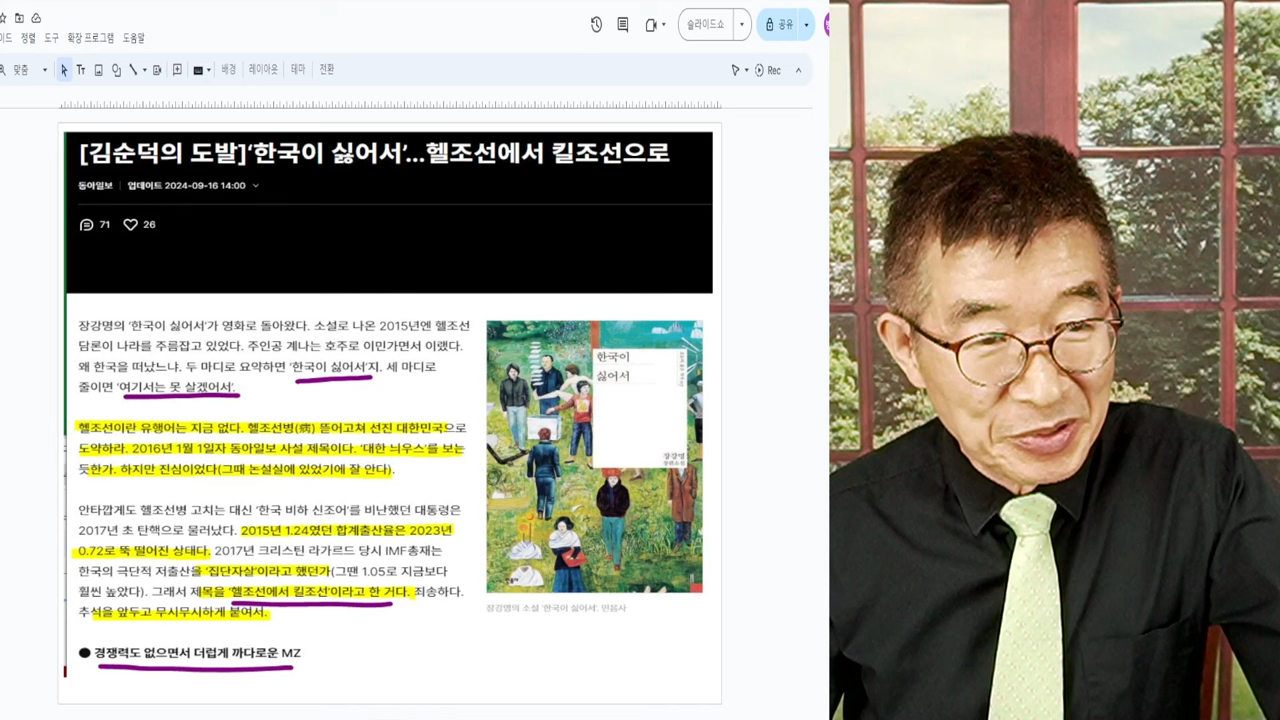 이드 정렬 도구 확장 프로그램 도움말
슬라이드쇼
공유
맞춤
배경 레이아웃 테마 전환
Rec
[김순덕의 도발]‘한국이 싫어서’…헬조선에서 킬조선으로
동아일보 업데이트 2024-09-16 14:00
71 26
장강명의 ‘한국이 싫어서’가 영화로 돌아왔다. 소설로 나온 2015년엔 헬조선
담론이 나라를 주름잡고 있었다. 주인공 계나는 호주로 이민가면서 이랬다.
왜 한국을 떠났느냐. 두 마디로 요약하면 ‘한국이 싫어서’지. 세 마디로
줄이면 ‘여기서는 못 살겠어서’.
헬조선이란 유행어는 지금 없다. 헬조선병(病) 뜯어고쳐 선진 대한민국으로
도약하라. 2016년 1월 1일자 동아일보 사설 제목이다. ‘대한 늬우스’를 보는
듯한가. 하지만 진심이었다(그때 논설실에 있었기에 잘 안다).
안타깝게도 헬조선병 고치는 대신 ‘한국 비하 신조어’를 비난했던 대통령은
2017년 초 탄핵으로 물러났다. 2015년 1.24였던 합계출산율은 2023년
0.72로 뚝 떨어진 상태다. 2017년 크리스틴 라가르드 당시 IMF총재는
한국의 극단적 저출산을 ‘집단자살’이라고 했던가(그땐 1.05로 지금보다
훨씬 높았다). 그래서 제목을 ‘헬조선에서 킬조선’이라고 한 거다. 죄송하다.
추석을 앞두고 무시무시하게 붙여서.
● 경쟁력도 없으면서 더럽게 까다로운 MZ
한국이
싫어서
장강명
장편소설
민음사
장강명의 소설 ‘한국이 싫어서’. 민음사